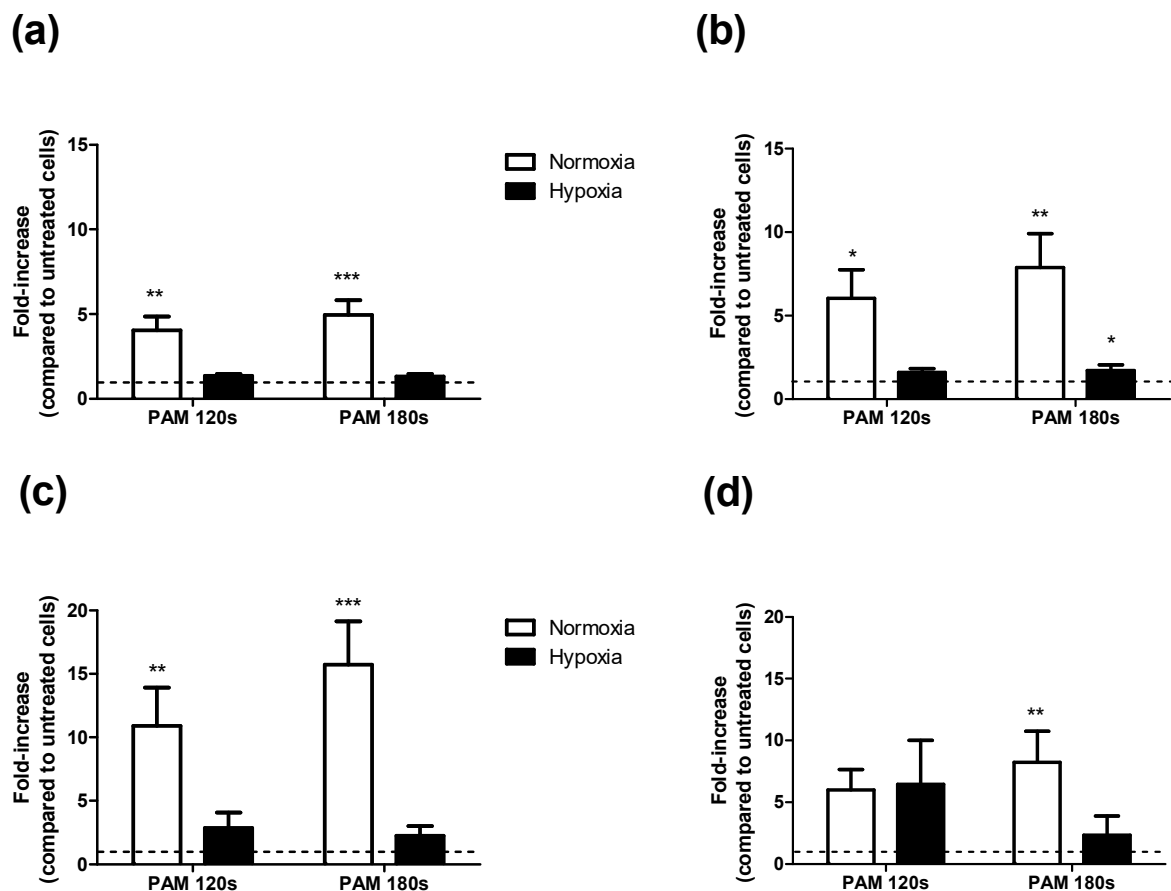 (a)
Fold-increase
(compared to untreated cells)
15
10
5
0
**
***
PAM 120s
PAM 180s
Normoxia
Hypoxia
(b)
Fold-increase
(compared to untreated cells)
15
10
5
0
*
**
*
PAM 120s
PAM 180s
(c)
Fold-increase
(compared to untreated cells)
20
15
10
5
0
**
***
PAM 120s
PAM 180s
Normoxia
Hypoxia
(d)
Fold-increase
(compared to untreated cells)
20
15
10
5
0
**
PAM 120s
PAM 180s